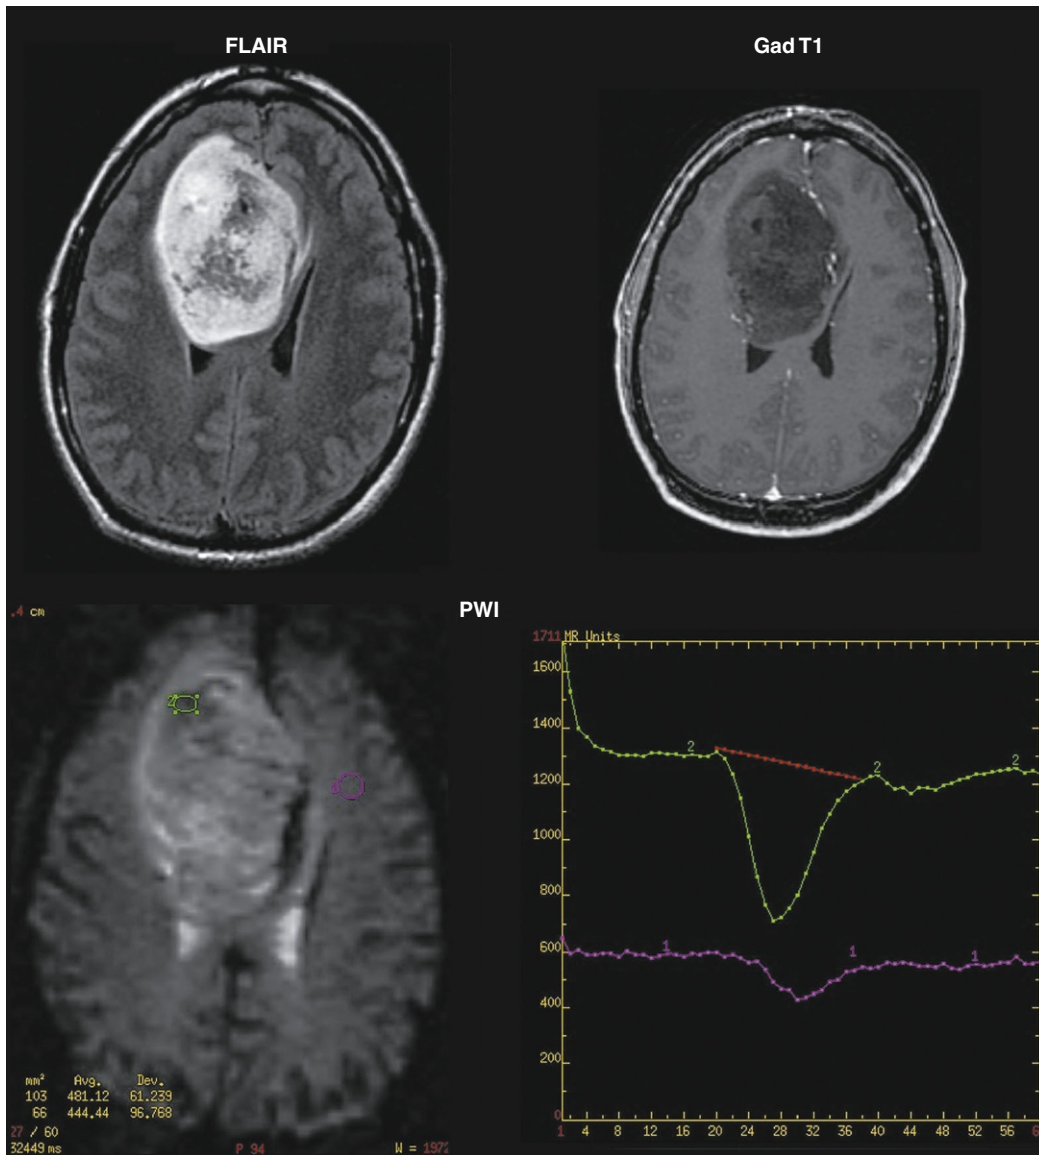 FLAIR
Gad T1
PWI
.4 cm
2
mm² Avg. Dev.
103 481.12 61.239
66 444.44 96.768
27 / 60
32449 ms
P 94
W = 1972
1711 MR Units
1600
1400
1200
1000
800
600
400
200
0
2 2 2
1 1 1
1 4 8 12 16 20 24 28 32 36 40 44 48 52 56 6